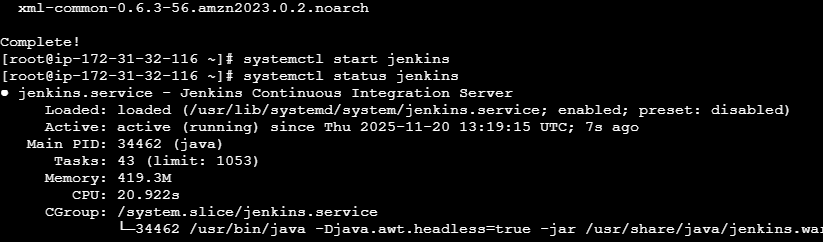 xml-common-0.6.3-56.amzn2023.0.2.noarch
Complete!
[root@ip-172-31-32-116 ~]# systemctl start jenkins
[root@ip-172-31-32-116 ~]# systemctl status jenkins
● jenkins.service - Jenkins Continuous Integration Server
Loaded: loaded (/usr/lib/systemd/system/jenkins.service; enabled; preset: disabled)
Active: active (running) since Thu 2025-11-20 13:19:15 UTC; 7s ago
Main PID: 34462 (java)
Tasks: 43 (limit: 1053)
Memory: 419.3M
CPU: 20.922s
CGroup: /system.slice/jenkins.service
└─34462 /usr/bin/java -Djava.awt.headless=true -jar /usr/share/java/jenkins.wa